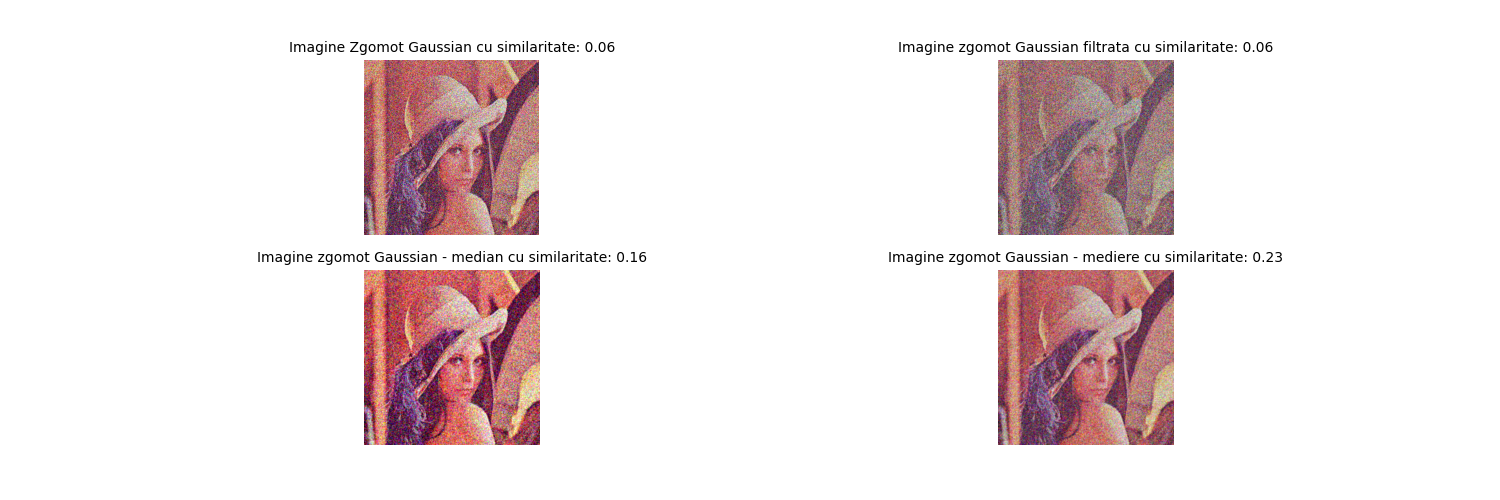 Imagine Zgomot Gaussian cu similaritate: 0.06
Imagine zgomot Gaussian filtrata cu similaritate: 0.06
Imagine zgomot Gaussian - median cu similaritate: 0.16
Imagine zgomot Gaussian - mediere cu similaritate: 0.23